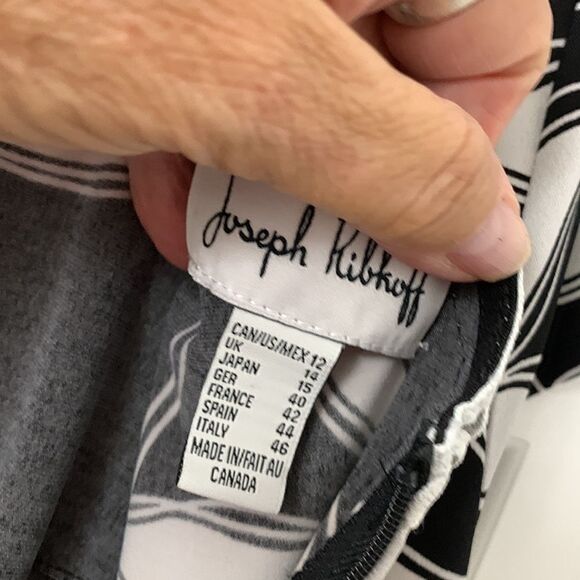 Joseph Ribkoff
CAN/US/MEX 12
UK 14
JAPAN 15
GER 40
FRANCE 42
SPAIN 44
ITALY 46
MADE IN/FAIT AU
CANADA